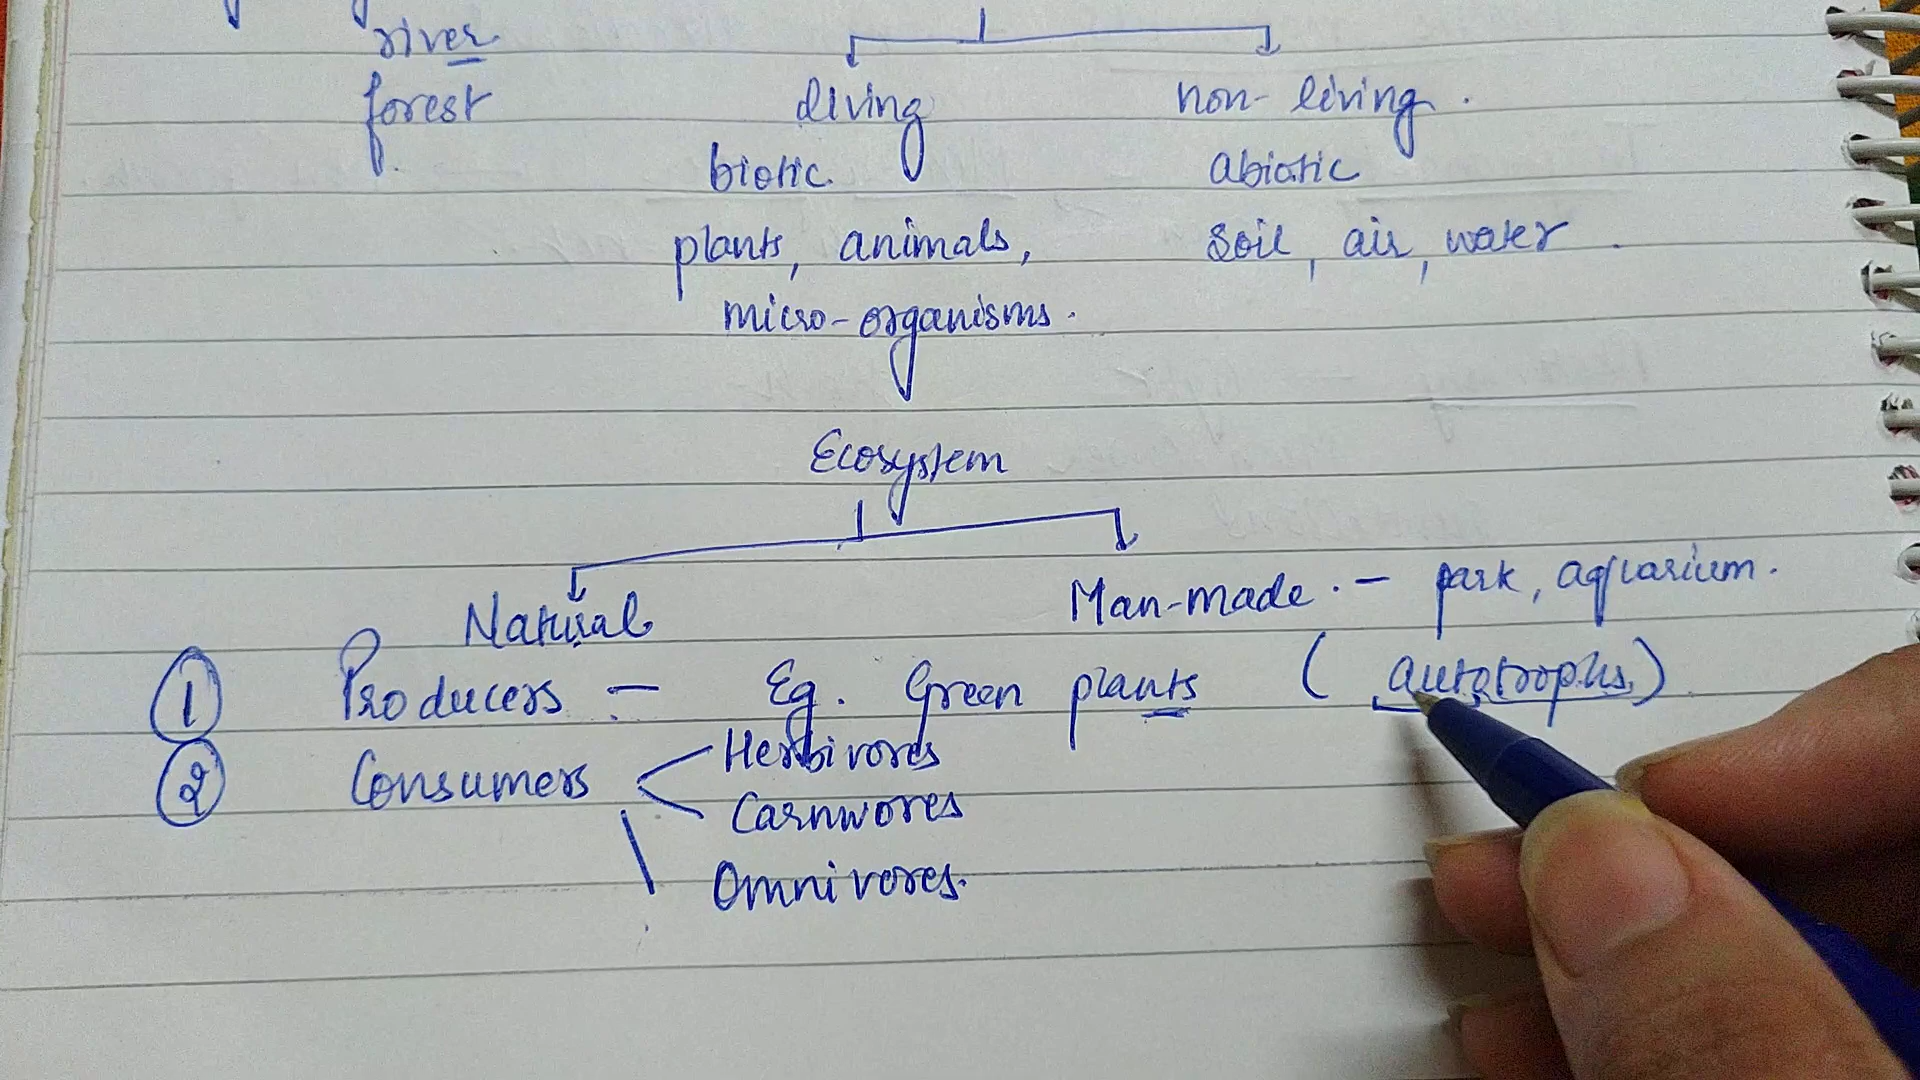 river
forest
living non-living.
biotic. abiotic
plants, animals, soil, air, water.
micro-organisms.
Ecosystem
Natural Man-made. - park, aquarium.
1 Producers - Eg. Green plants (autotrophs)
2 Consumers Herbivores
Carnivores
Omnivores.